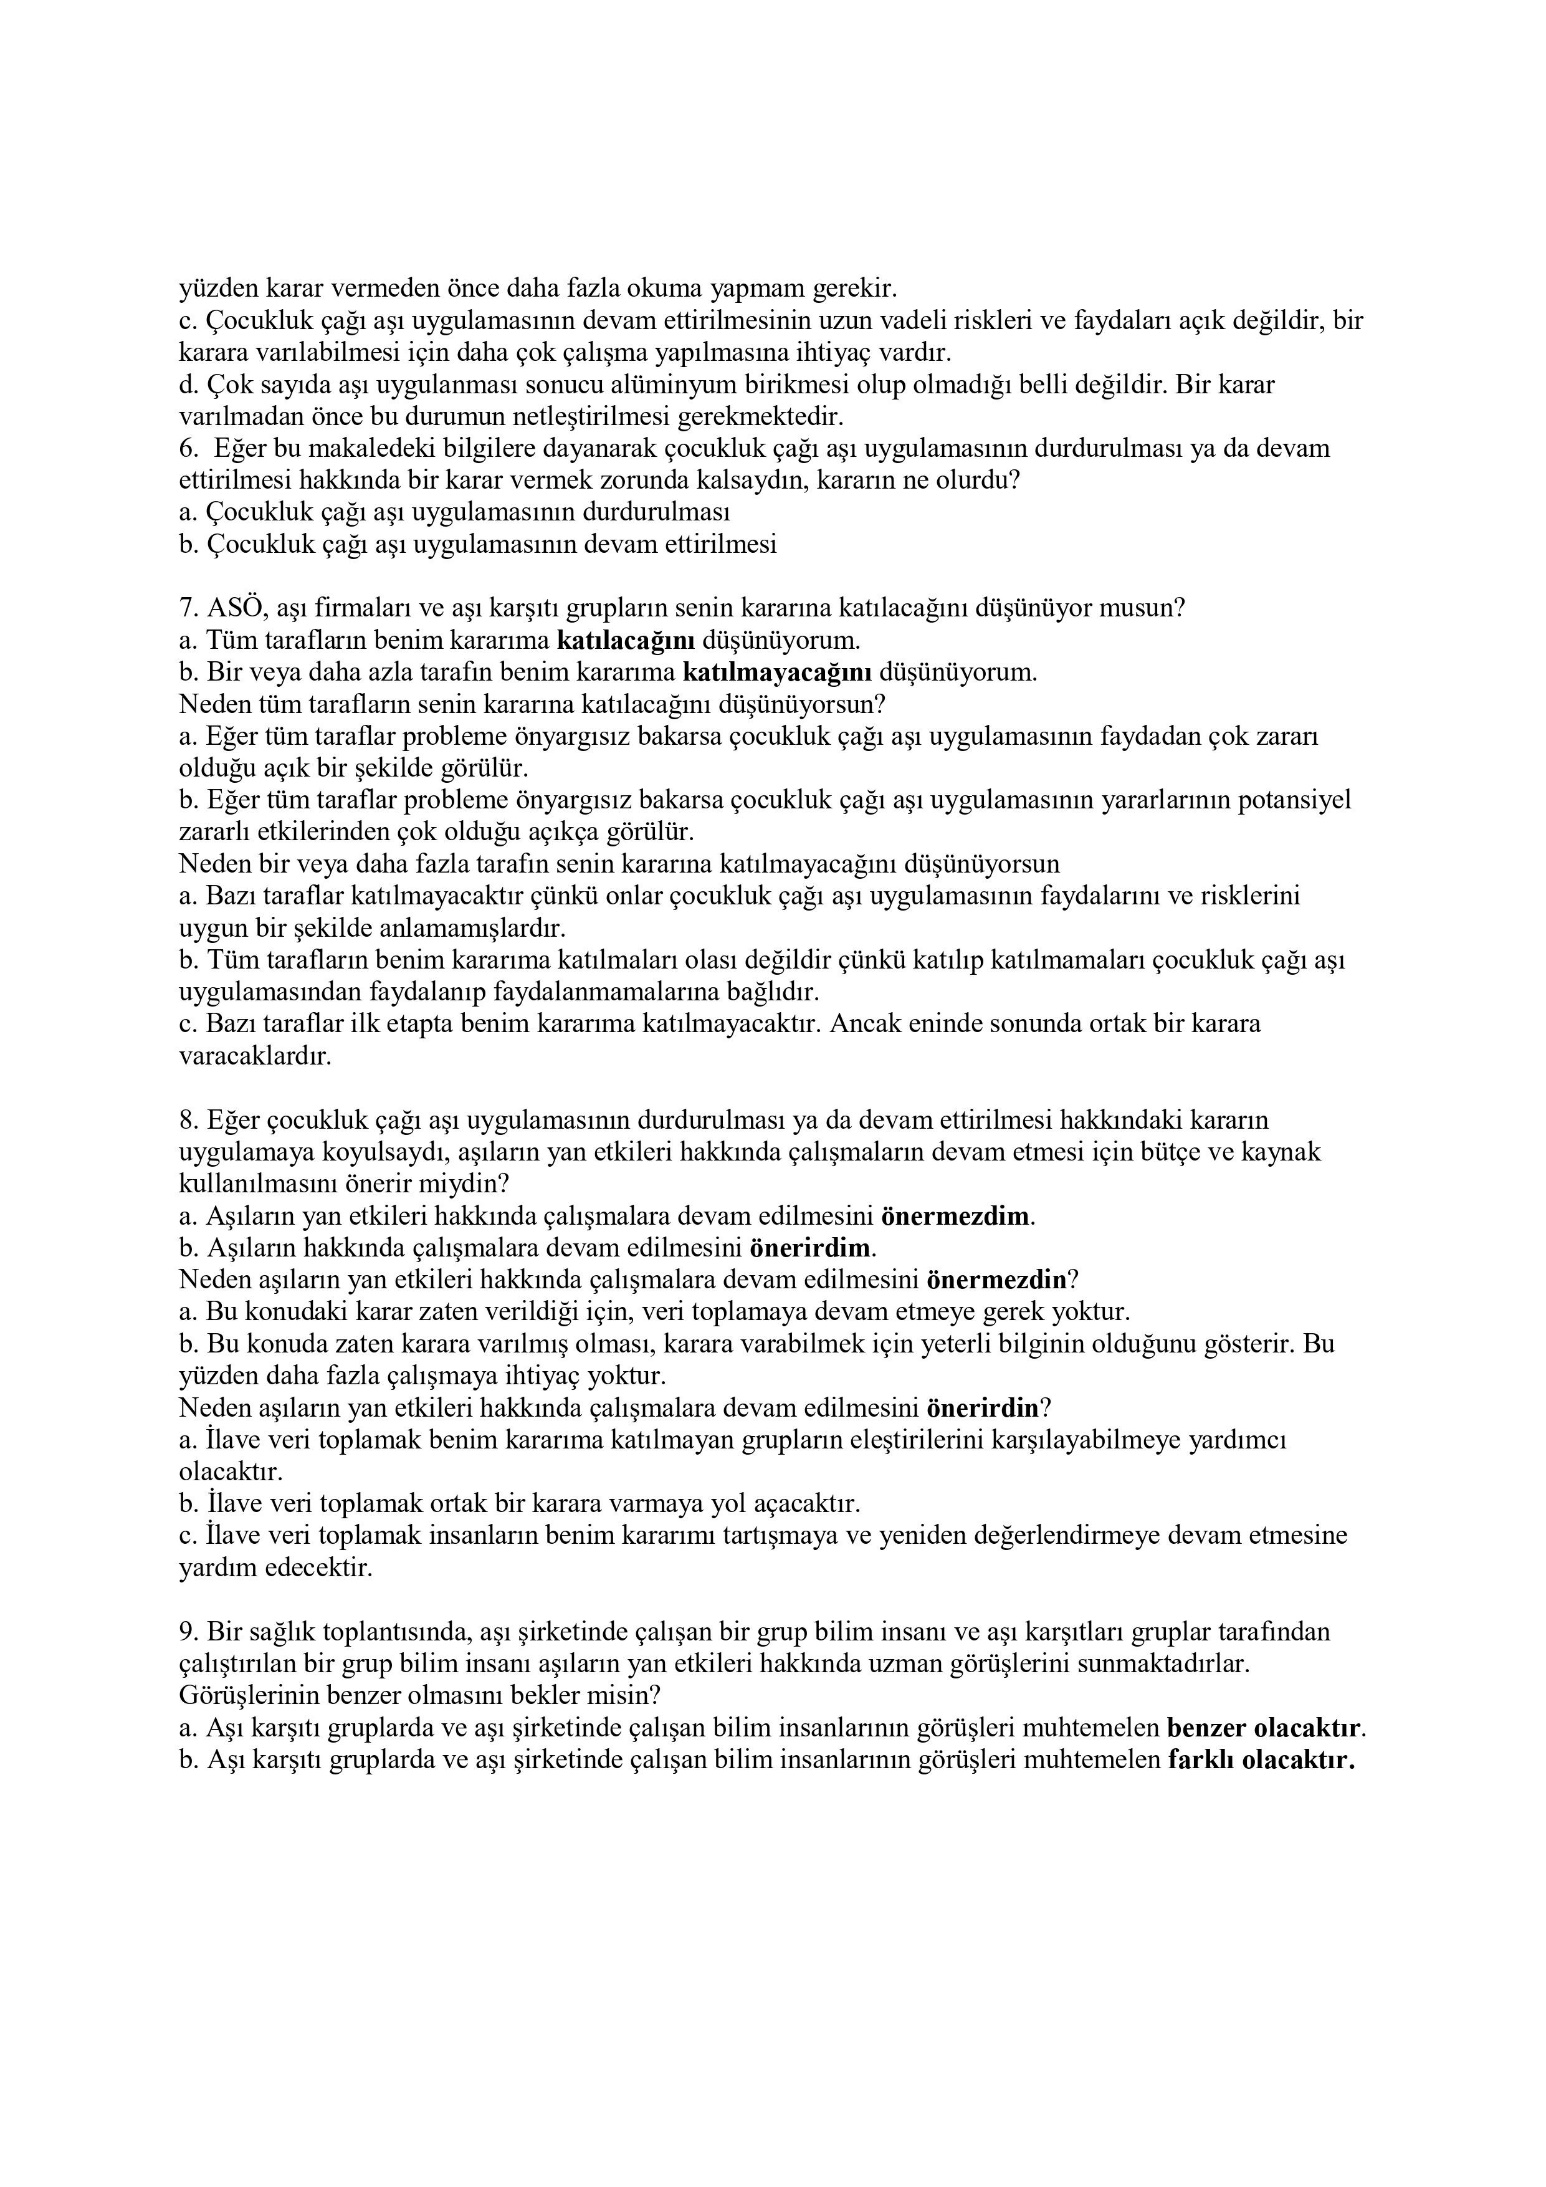 yüzden karar vermeden önce daha fazla okuma yapmam gerekir.
c. Çocukluk çağı aşı uygulamasının devam ettirilmesinin uzun vadeli riskleri ve faydaları açık değildir, bir
karara varılabilmesi için daha çok çalışma yapılmasına ihtiyaç vardır.
d. Çok sayıda aşı uygulanması sonucu alüminyum birikmesi olup olmadığı belli değildir. Bir karar
varılmadan önce bu durumun netleştirilmesi gerekmektedir.
6.  Eğer bu makaledeki bilgilere dayanarak çocukluk çağı aşı uygulamasının durdurulması ya da devam
ettirilmesi hakkında bir karar vermek zorunda kalsaydın, kararın ne olurdu?
a. Çocukluk çağı aşı uygulamasının durdurulması
b. Çocukluk çağı aşı uygulamasının devam ettirilmesi

7. ASÖ, aşı firmaları ve aşı karşıtı grupların senin kararına katılacağını düşünüyor musun?
a. Tüm tarafların benim kararıma katılacağını düşünüyorum.
b. Bir veya daha azla tarafın benim kararıma katılmayacağını düşünüyorum.
Neden tüm tarafların senin kararına katılacağını düşünüyorsun?
a. Eğer tüm taraflar probleme önyargısız bakarsa çocukluk çağı aşı uygulamasının faydadan çok zararı
olduğu açık bir şekilde görülür.
b. Eğer tüm taraflar probleme önyargısız bakarsa çocukluk çağı aşı uygulamasının yararlarının potansiyel
zararlı etkilerinden çok olduğu açıkça görülür.
Neden bir veya daha fazla tarafın senin kararına katılmayacağını düşünüyorsun
a. Bazı taraflar katılmayacaktır çünkü onlar çocukluk çağı aşı uygulamasının faydalarını ve risklerini
uygun bir şekilde anlamamışlardır.
b. Tüm tarafların benim kararıma katılmaları olası değildir çünkü katılıp katılmamaları çocukluk çağı aşı
uygulamasından faydalanıp faydalanmamalarına bağlıdır.
c. Bazı taraflar ilk etapta benim kararıma katılmayacaktır. Ancak eninde sonunda ortak bir karara
varacaklardır.

8. Eğer çocukluk çağı aşı uygulamasının durdurulması ya da devam ettirilmesi hakkındaki kararın
uygulamaya koyulsaydı, aşıların yan etkileri hakkında çalışmaların devam etmesi için bütçe ve kaynak
kullanılmasını önerir miydin?
a. Aşıların yan etkileri hakkında çalışmalara devam edilmesini önermezdim.
b. Aşıların hakkında çalışmalara devam edilmesini önerirdim.
Neden aşıların yan etkileri hakkında çalışmalara devam edilmesini önermezdin?
a. Bu konudaki karar zaten verildiği için, veri toplamaya devam etmeye gerek yoktur.
b. Bu konuda zaten karara varılmış olması, karara varabilmek için yeterli bilginin olduğunu gösterir. Bu
yüzden daha fazla çalışmaya ihtiyaç yoktur.
Neden aşıların yan etkileri hakkında çalışmalara devam edilmesini önerirdin?
a. İlave veri toplamak benim kararıma katılmayan grupların eleştirilerini karşılayabilmeye yardımcı
olacaktır.
b. İlave veri toplamak ortak bir karara varmaya yol açacaktır.
c. İlave veri toplamak insanların benim kararımı tartışmaya ve yeniden değerlendirmeye devam etmesine
yardım edecektir.

9. Bir sağlık toplantısında, aşı şirketinde çalışan bir grup bilim insanı ve aşı karşıtları gruplar tarafından
çalıştırılan bir grup bilim insanı aşıların yan etkileri hakkında uzman görüşlerini sunmaktadırlar.
Görüşlerinin benzer olmasını bekler misin?
a. Aşı karşıtı gruplarda ve aşı şirketinde çalışan bilim insanlarının görüşleri muhtemelen benzer olacaktır.
b. Aşı karşıtı gruplarda ve aşı şirketinde çalışan bilim insanlarının görüşleri muhtemelen farklı olacaktır.